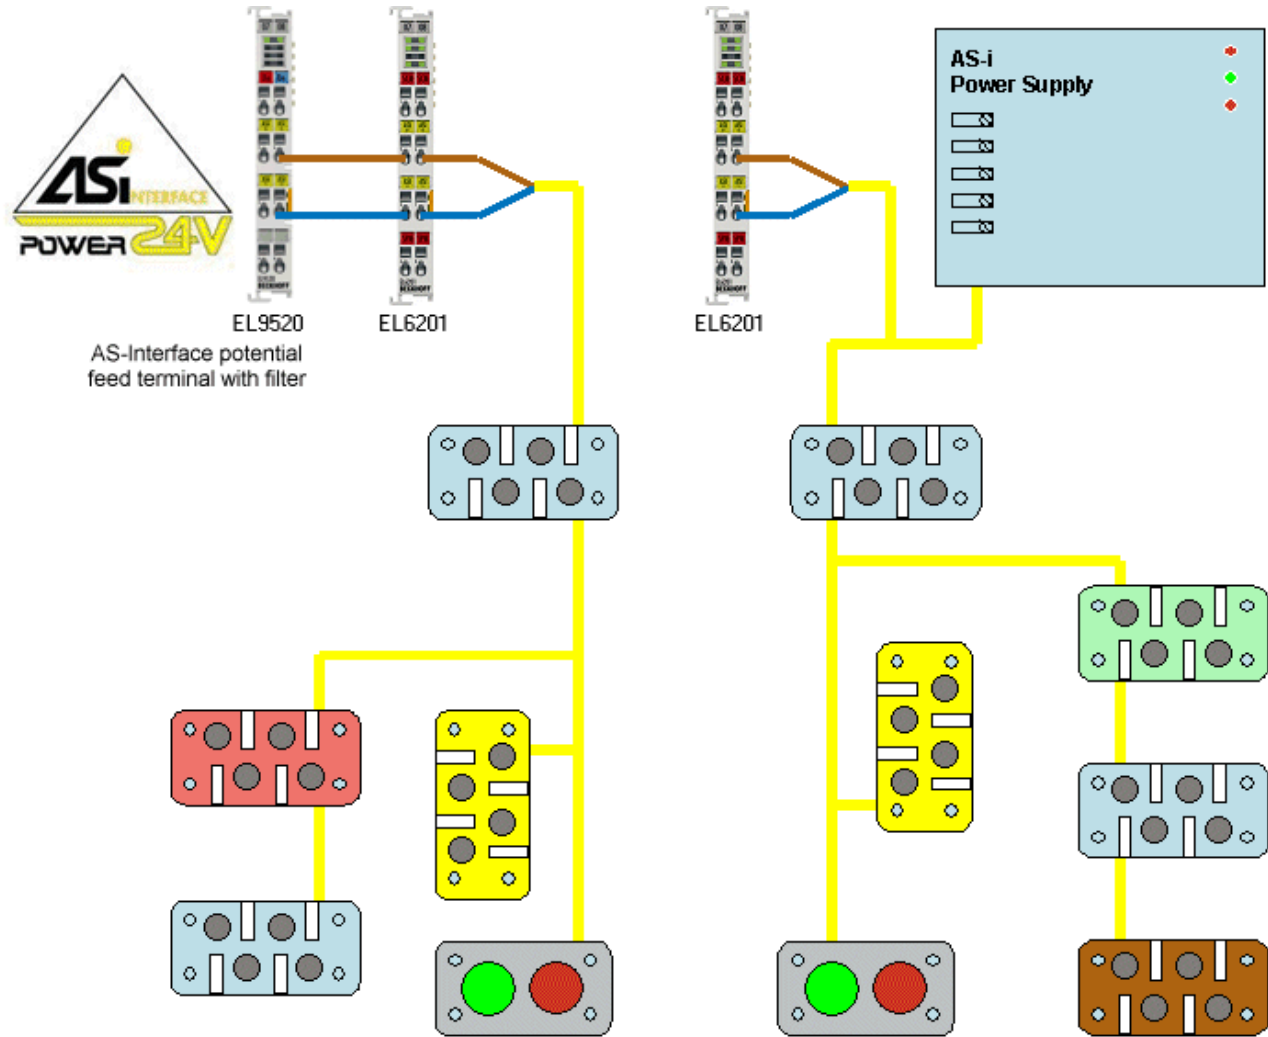 AS-i
Power Supply
ASi
INTERFACE
POWER 24V
EL9520
EL6201
EL6201
AS-Interface potential
feed terminal with filter